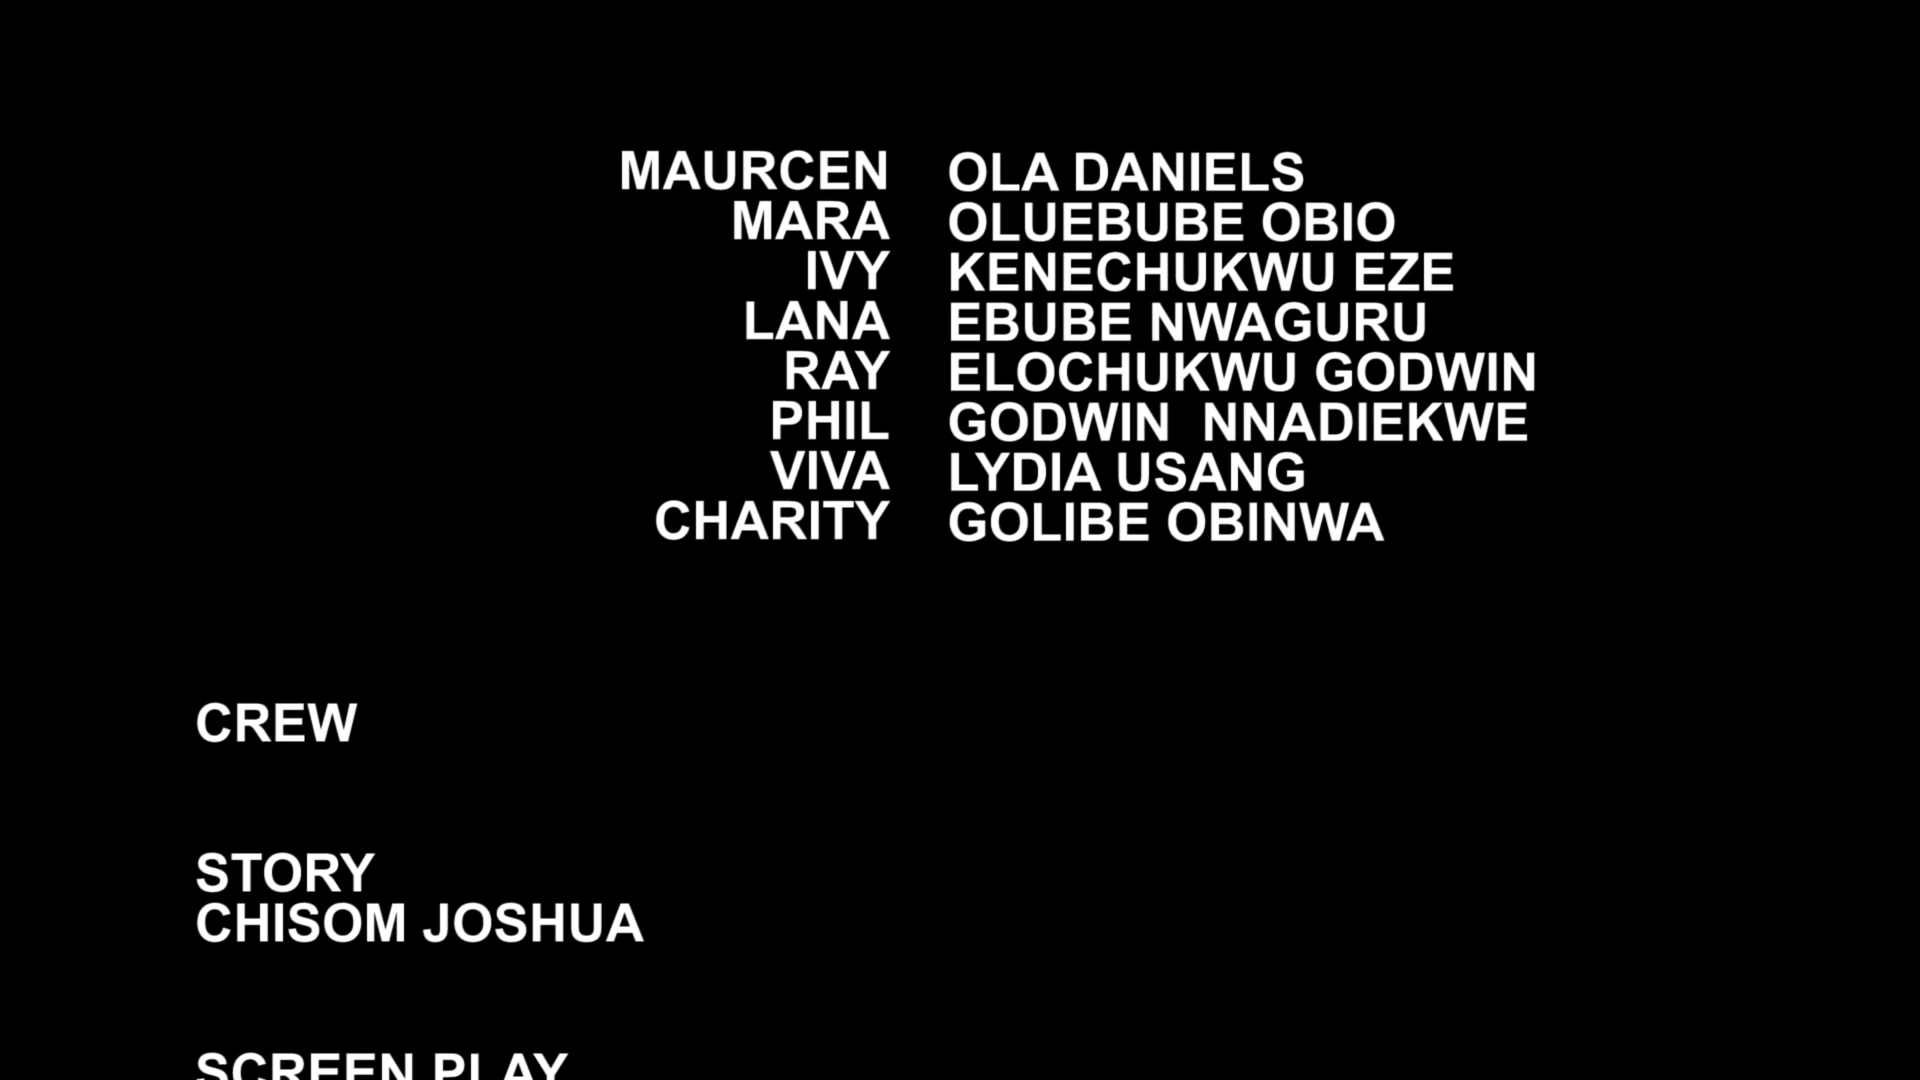 MAURCEN OLA DANIELS
MARA OLUEBUBE OBIO
IVY KENECHUKWU EZE
LANA EBUBE NWAGURU
RAY ELOCHUKWU GODWIN
PHIL GODWIN NNADIEKWE
VIVA LYDIA USANG
CHARITY GOLIBE OBINWA
CREW
STORY
CHISOM JOSHUA
SCREEN PLAY